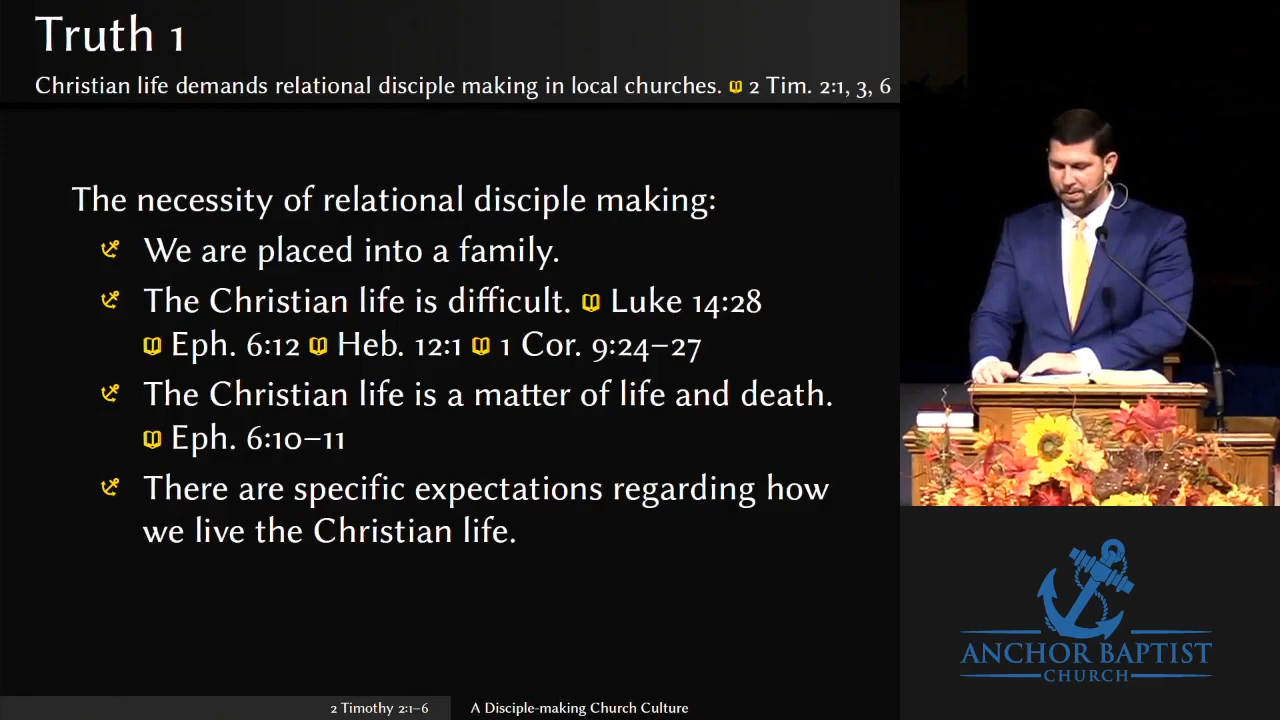 Truth 1
Christian life demands relational disciple making in local churches. 2 Tim. 2:1, 3, 6
The necessity of relational disciple making:
We are placed into a family.
The Christian life is difficult. Luke 14:28
Eph. 6:12 Heb. 12:1 1 Cor. 9:24–27
The Christian life is a matter of life and death.
Eph. 6:10–11
There are specific expectations regarding how
we live the Christian life.
2 Timothy 2:1–6 A Disciple-making Church Culture
ANCHOR BAPTIST
CHURCH